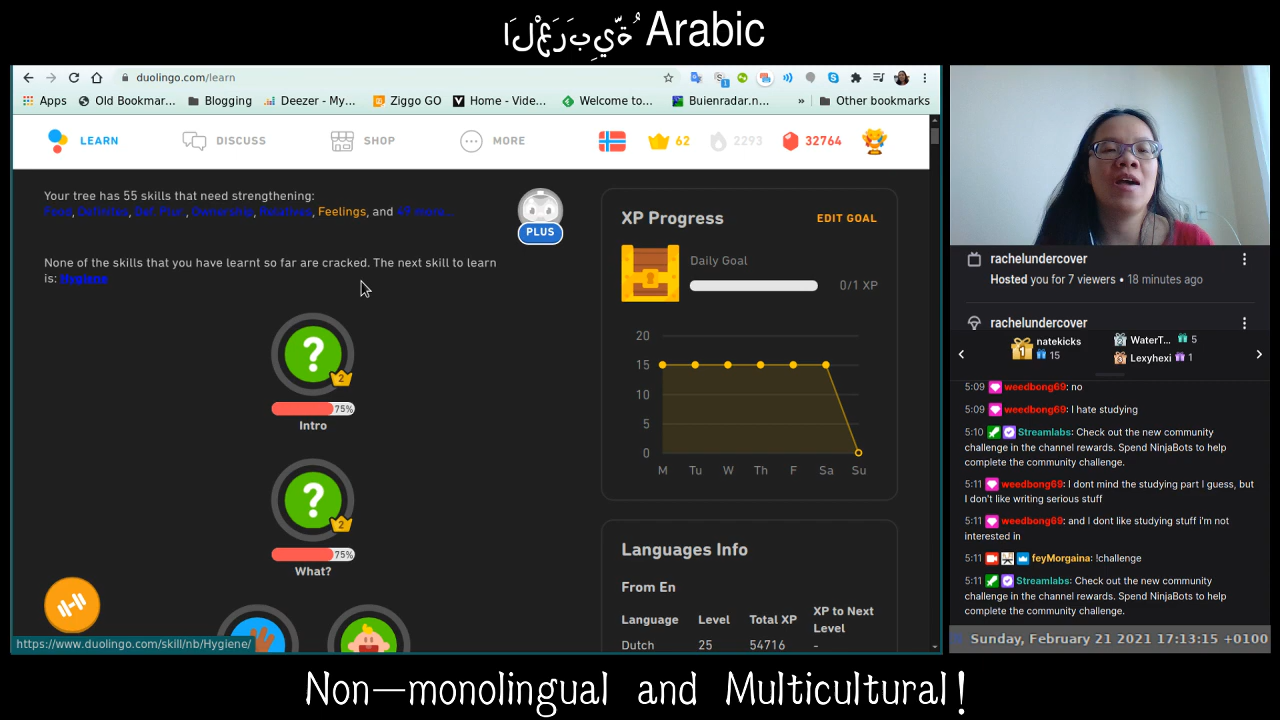 اَلْعَرَبِيَّةُ Arabic
duolingo.com/learn
Apps Old Bookmar... Blogging Deezer - My... Ziggo GO Home - Vide... Welcome to... Buienradar.n... » Other bookmarks
LEARN DISCUSS SHOP MORE 62 2293 32764
Your tree has 55 skills that need strengthening:
Food, Definites, Def. Plus , Ownership, Relatives, Feelings, and 49 more...
PLUS
None of the skills that you have learnt so far are cracked. The next skill to learn
is: Hygiene
2
75%
Intro
2
75%
What?
https://www.duolingo.com/skill/nb/Hygiene/
XP Progress EDIT GOAL
Daily Goal
0/1 XP
20
15
10
5
0
M Tu W Th F Sa Su
Languages Info
From En
Language Level Total XP XP to Next Level
Dutch 25 54716 -
rachelundercover
Hosted you for 7 viewers • 18 minutes ago
rachelundercover
1 natekicks 15
WaterT... 5
Lexyhexi 1
5:09 weedbong69: no
5:09 weedbong69: I hate studying
5:10 Streamlabs: Check out the new community
challenge in the channel rewards. Spend NinjaBots to help
complete the community challenge.
5:11 weedbong69: I dont mind the studying part I guess, but
I don't like writing serious stuff
5:11 weedbong69: and I dont like studying stuff i'm not
interested in
5:11 feyMorgaina: !challenge
5:11 Streamlabs: Check out the new community
challenge in the channel rewards. Spend NinjaBots to help
complete the community challenge.
Sunday, February 21 2021 17:13:15 +0100
Non-monolingual and Multicultural!